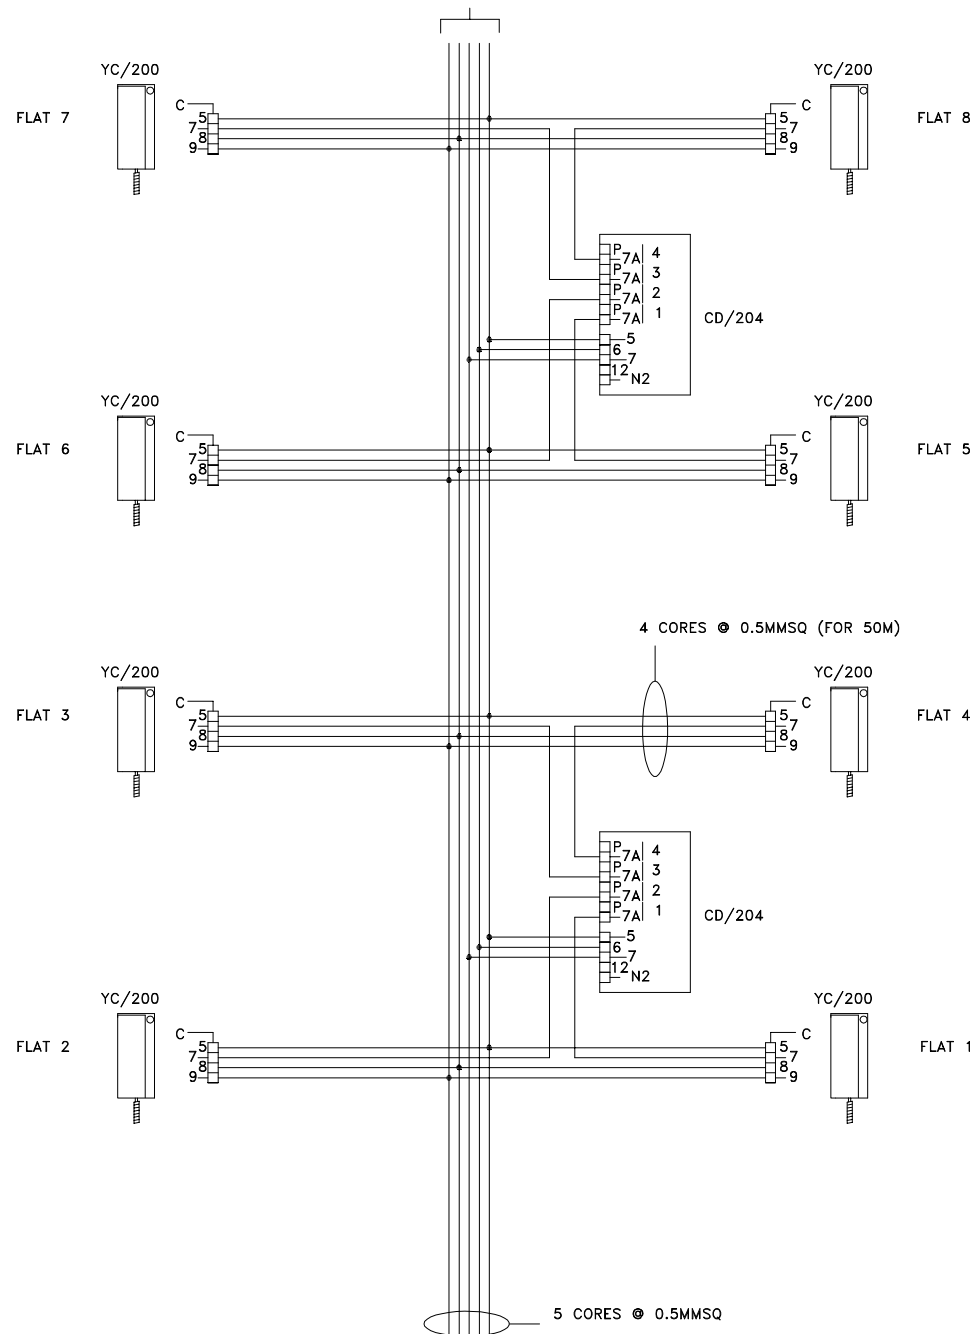 YC/200
YC/200
FLAT 7
C
5
7
8
9
C
5
7
8
9
FLAT 8
P
7A
4
P
7A
3
P
7A
2
P
7A
1
CD/204
5
6
7
12
N2
YC/200
YC/200
FLAT 6
C
5
7
8
9
C
5
7
8
9
FLAT 5
4 CORES @ 0.5MMSQ (FOR 50M)
YC/200
YC/200
FLAT 3
C
5
7
8
9
C
5
7
8
9
FLAT 4
P
7A
4
P
7A
3
P
7A
2
P
7A
1
CD/204
5
6
7
12
N2
YC/200
YC/200
FLAT 2
C
5
7
8
9
C
5
7
8
9
FLAT 1
5 CORES @ 0.5MMSQ